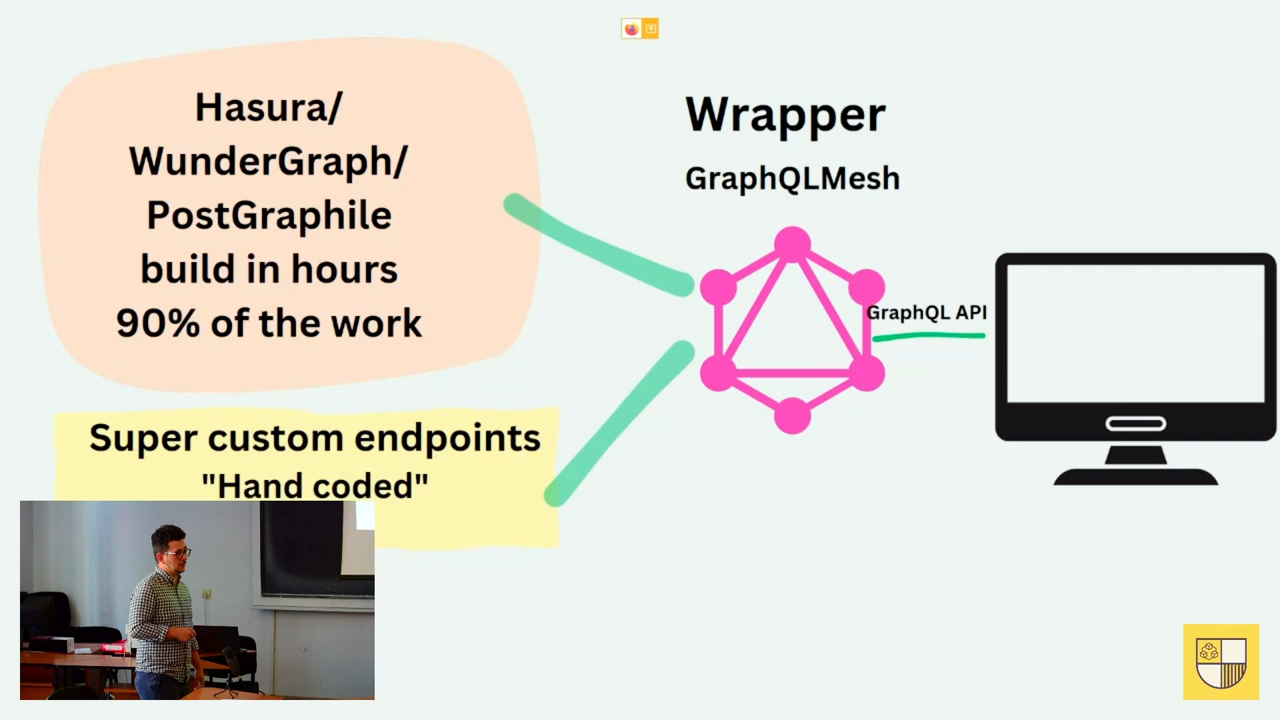 Hasura/
WunderGraph/
PostGraphile
build in hours
90% of the work
Super custom endpoints
"Hand coded"
Wrapper
GraphQLMesh
GraphQL API